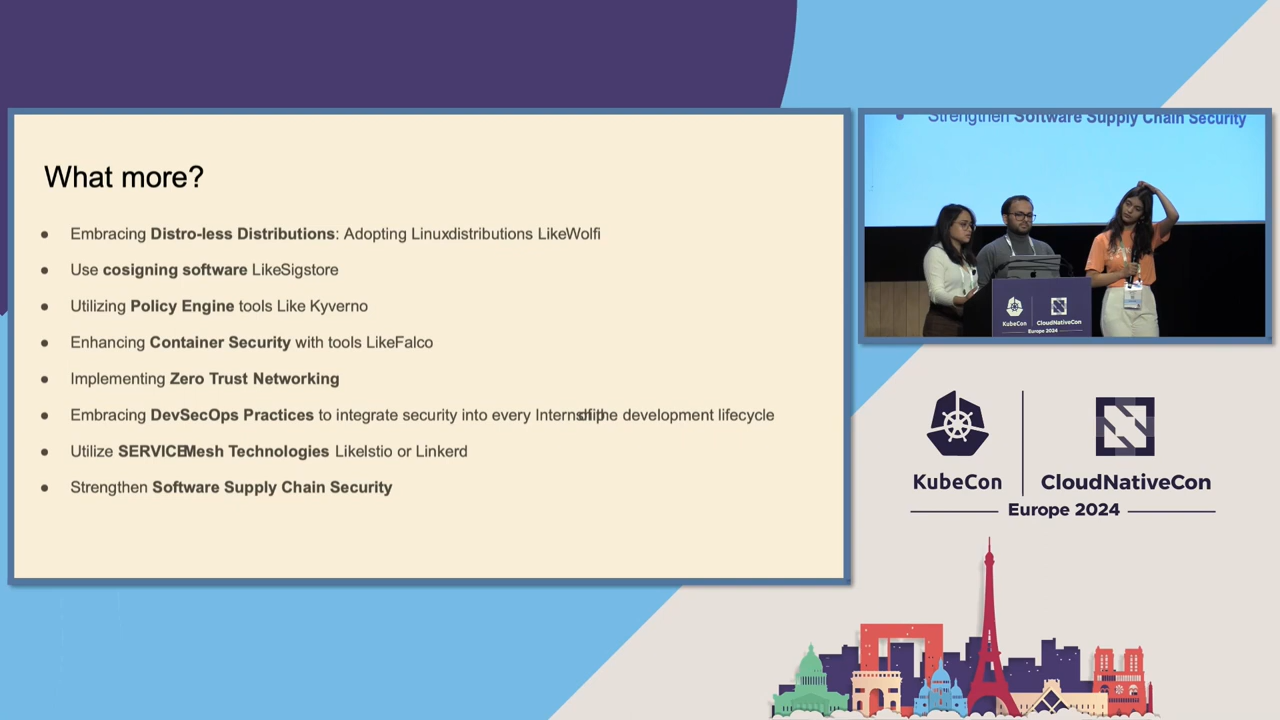 What more?
● Embracing Distro-less Distributions: Adopting Linuxdistributions LikeWolfi
● Use cosigning software LikeSigstore
● Utilizing Policy Engine tools Like Kyverno
● Enhancing Container Security with tools LikeFalco
● Implementing Zero Trust Networking
● Embracing DevSecOps Practices to integrate security into every Internship of the development lifecycle
● Utilize SERVICE Mesh Technologies LikeIstio or Linkerd
● Strengthen Software Supply Chain Security
● Strengthen Software Supply Chain Security
KubeCon CloudNativeCon
Europe 2024
KubeCon CloudNativeCon
Europe 2024